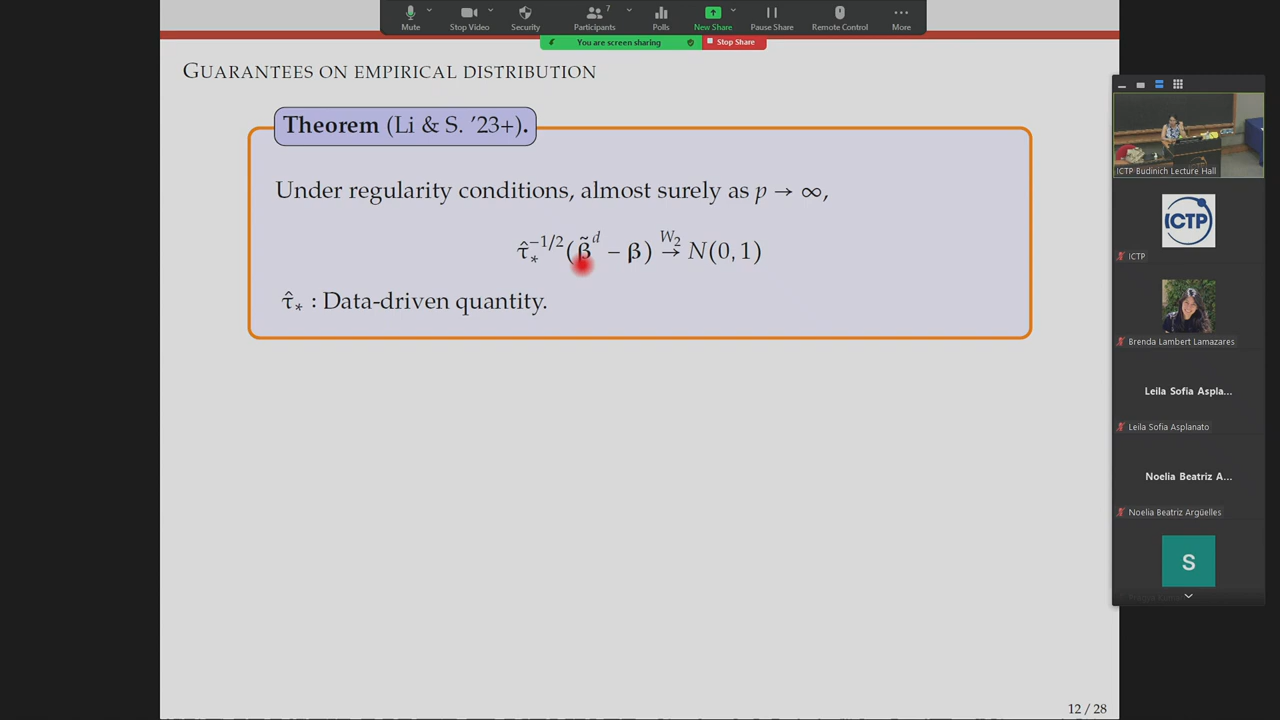 Mute
Stop Video
Security
Participants
7
Polls
New Share
Pause Share
Remote Control
More
You are screen sharing
Stop Share
GUARANTEES ON EMPIRICAL DISTRIBUTION
Theorem (Li & S. ’23+).
Under regularity conditions, almost surely as p → ∞,
τ̂∗^{−1/2}(β̃^d − β) →^{W₂} N(0, 1)
τ̂∗ : Data-driven quantity.
12 / 28
ICTP Budinich Lecture Hall
ICTP
ICTP
Brenda Lambert Lamazares
Leila Sofia Aspla...
Leila Sofia Asplanato
Noelia Beatriz A...
Noelia Beatriz Argüelles
S